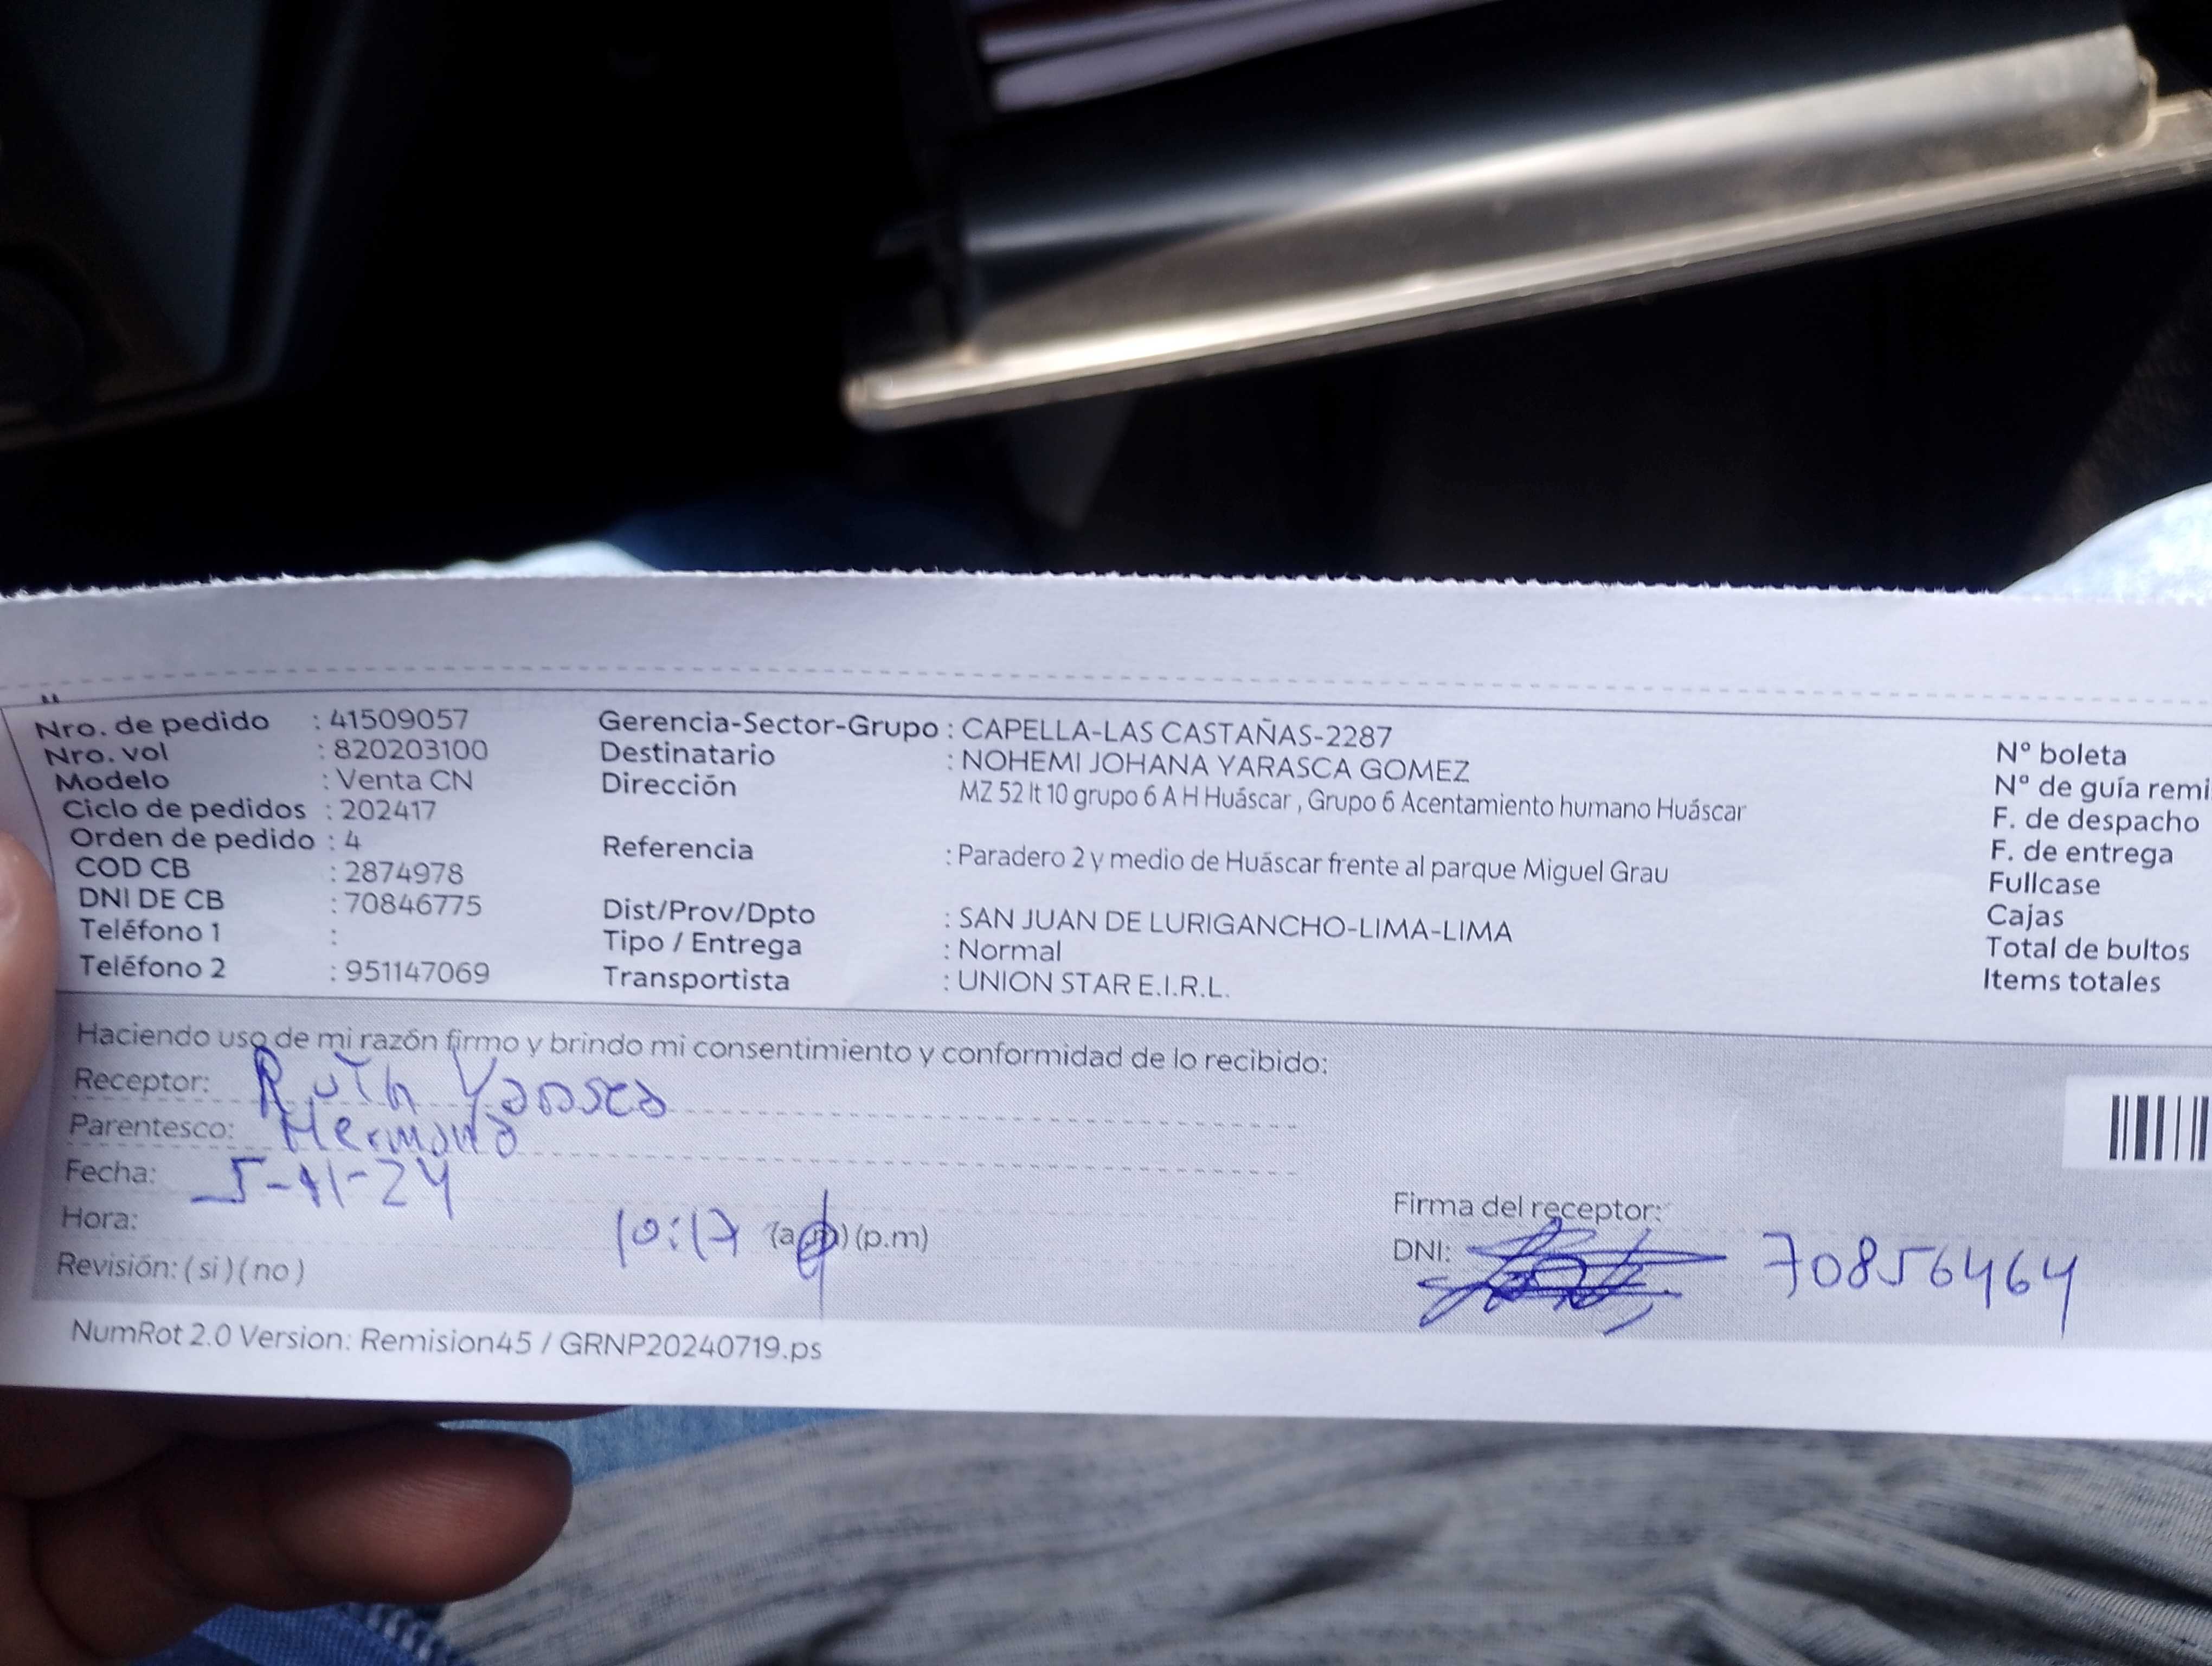 Nro. de pedido : 41509057
Nro. vol : 820203100
Modelo : Venta CN
Ciclo de pedidos : 202417
Orden de pedido : 4
COD CB : 2874978
DNI DE CB : 70846775
Teléfono 1 :
Teléfono 2 : 951147069
Gerencia-Sector-Grupo : CAPELLA-LAS CASTAÑAS-2287
Destinatario : NOHEMI JOHANA YARASCA GOMEZ
Dirección MZ 52 lt 10 grupo 6 A H Huáscar , Grupo 6 Acentamiento humano Huáscar
Referencia : Paradero 2 y medio de Huáscar frente al parque Miguel Grau
Dist/Prov/Dpto : SAN JUAN DE LURIGANCHO-LIMA-LIMA
Tipo / Entrega : Normal
Transportista : UNION STAR E.I.R.L.
N° boleta
N° de guía remi
F. de despacho
F. de entrega
Fullcase
Cajas
Total de bultos
Items totales
Haciendo uso de mi razón firmo y brindo mi consentimiento y conformidad de lo recibido:
Receptor: Ruth Yarasca
Parentesco: Hermana
Fecha: 5-11-24
Hora: 10:17 (a.m) (p.m)
Revisión: ( si ) ( no )
Firma del receptor:
DNI: 70856464
NumRot 2.0 Version: Remision45 / GRNP20240719.ps